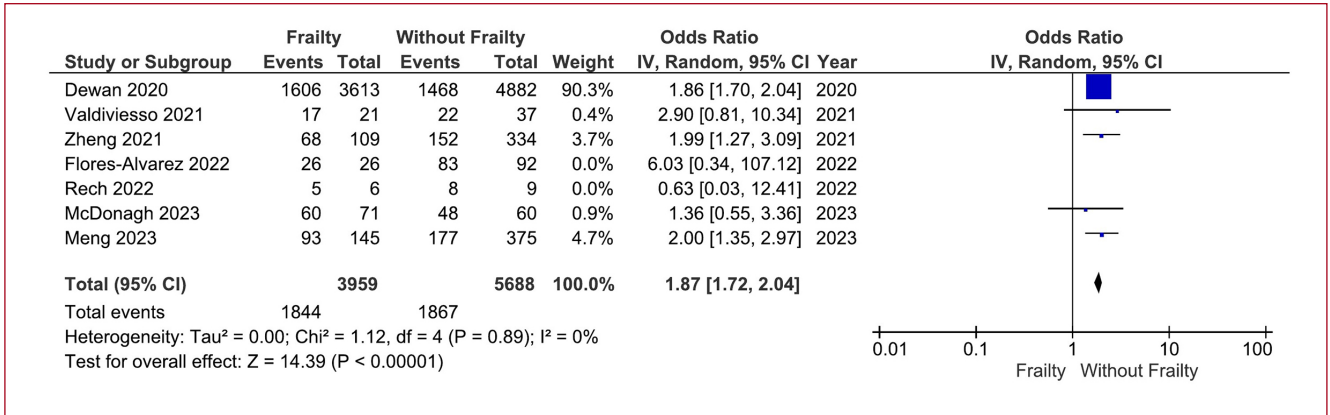 Frailty Without Frailty Odds Ratio Odds Ratio
Study or Subgroup Events Total Events Total Weight IV, Random, 95% CI Year IV, Random, 95% CI
Dewan 2020 1606 3613 1468 4882 90.3% 1.86 [1.70, 2.04] 2020
Valdiviesso 2021 17 21 22 37 0.4% 2.90 [0.81, 10.34] 2021
Zheng 2021 68 109 152 334 3.7% 1.99 [1.27, 3.09] 2021
Flores-Alvarez 2022 26 26 83 92 0.0% 6.03 [0.34, 107.12] 2022
Rech 2022 5 6 8 9 0.0% 0.63 [0.03, 12.41] 2022
McDonagh 2023 60 71 48 60 0.9% 1.36 [0.55, 3.36] 2023
Meng 2023 93 145 177 375 4.7% 2.00 [1.35, 2.97] 2023
Total (95% CI) 3959 5688 100.0% 1.87 [1.72, 2.04]
Total events 1844 1867
Heterogeneity: Tau² = 0.00; Chi² = 1.12, df = 4 (P = 0.89); I² = 0%
Test for overall effect: Z = 14.39 (P < 0.00001)
0.01 0.1 1 10 100
Frailty Without Frailty